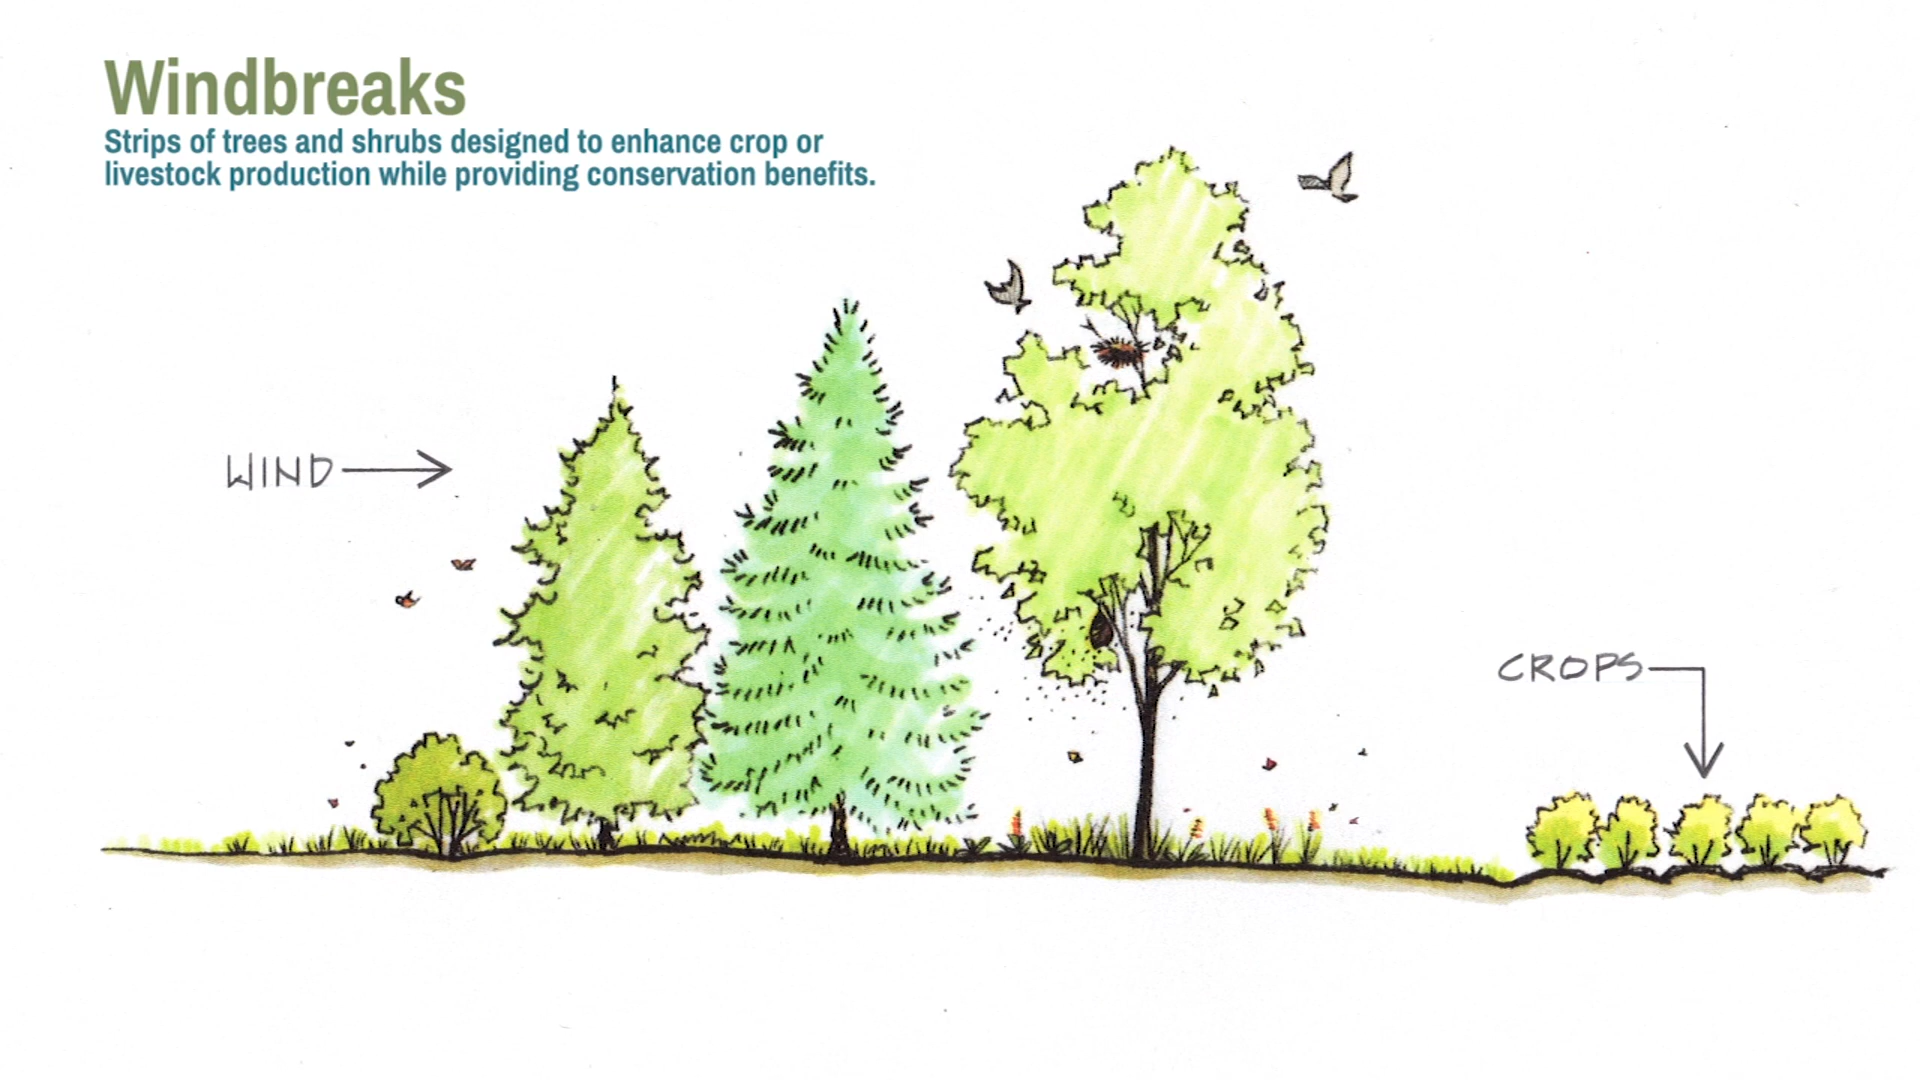 Windbreaks
Strips of trees and shrubs designed to enhance crop or
livestock production while providing conservation benefits.
WIND
CROPS